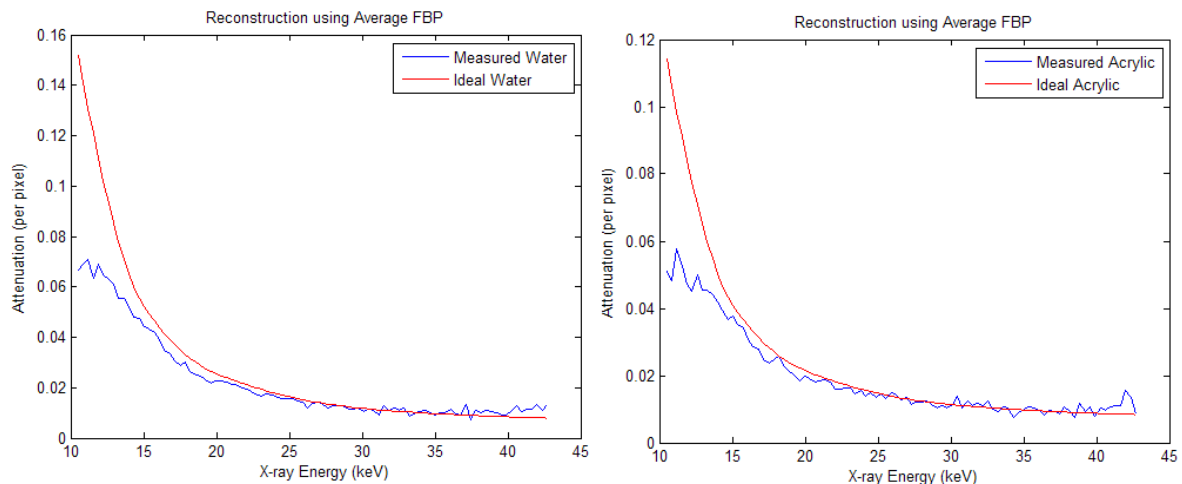 Reconstruction using Average FBP
0.16
0.14
0.12
0.1
0.08
0.06
0.04
0.02
0
Attenuation (per pixel)
Measured Water
Ideal Water
10 15 20 25 30 35 40 45
X-ray Energy (keV)
Reconstruction using Average FBP
0.12
0.1
0.08
0.06
0.04
0.02
0
Attenuation (per pixel)
Measured Acrylic
Ideal Acrylic
10 15 20 25 30 35 40 45
X-ray Energy (keV)